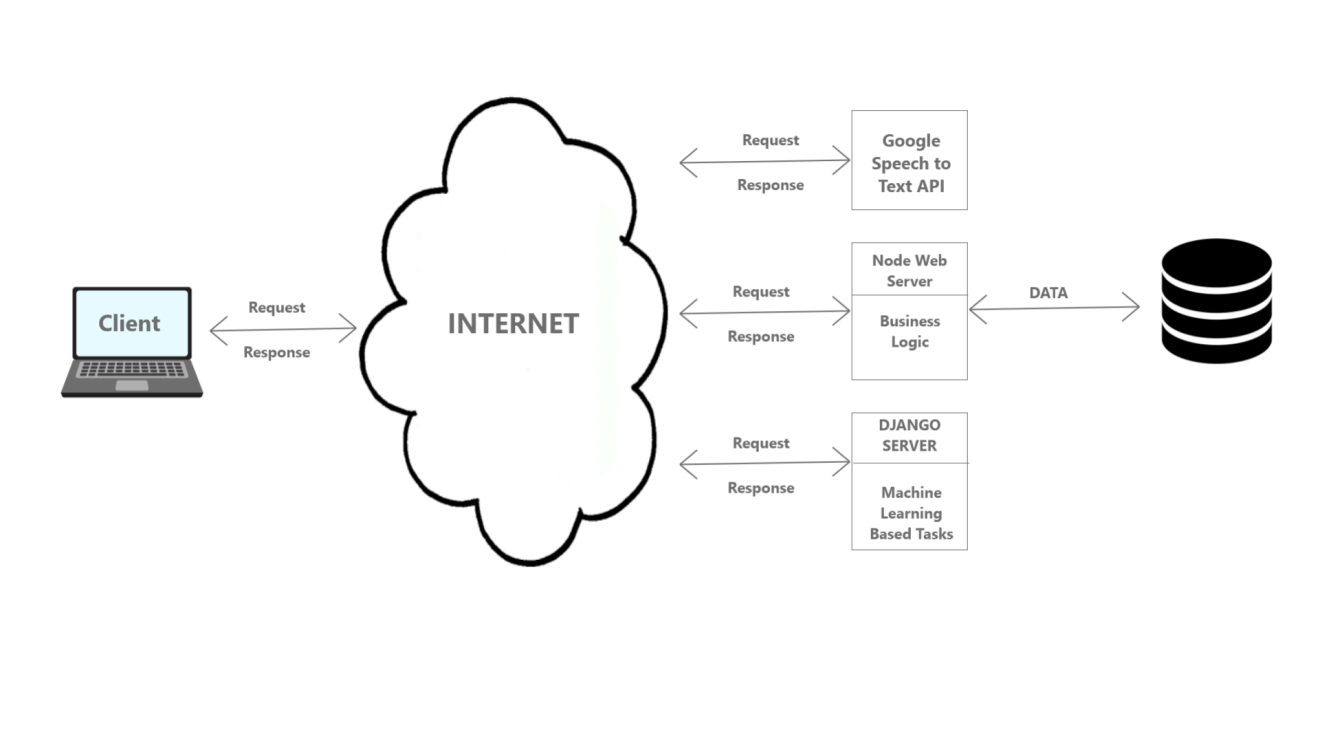 Client
Request
Response
INTERNET
Request
Response
Google
Speech to
Text API
Request
Response
Node Web
Server
Business
Logic
DATA
Request
Response
DJANGO
SERVER
Machine
Learning
Based Tasks